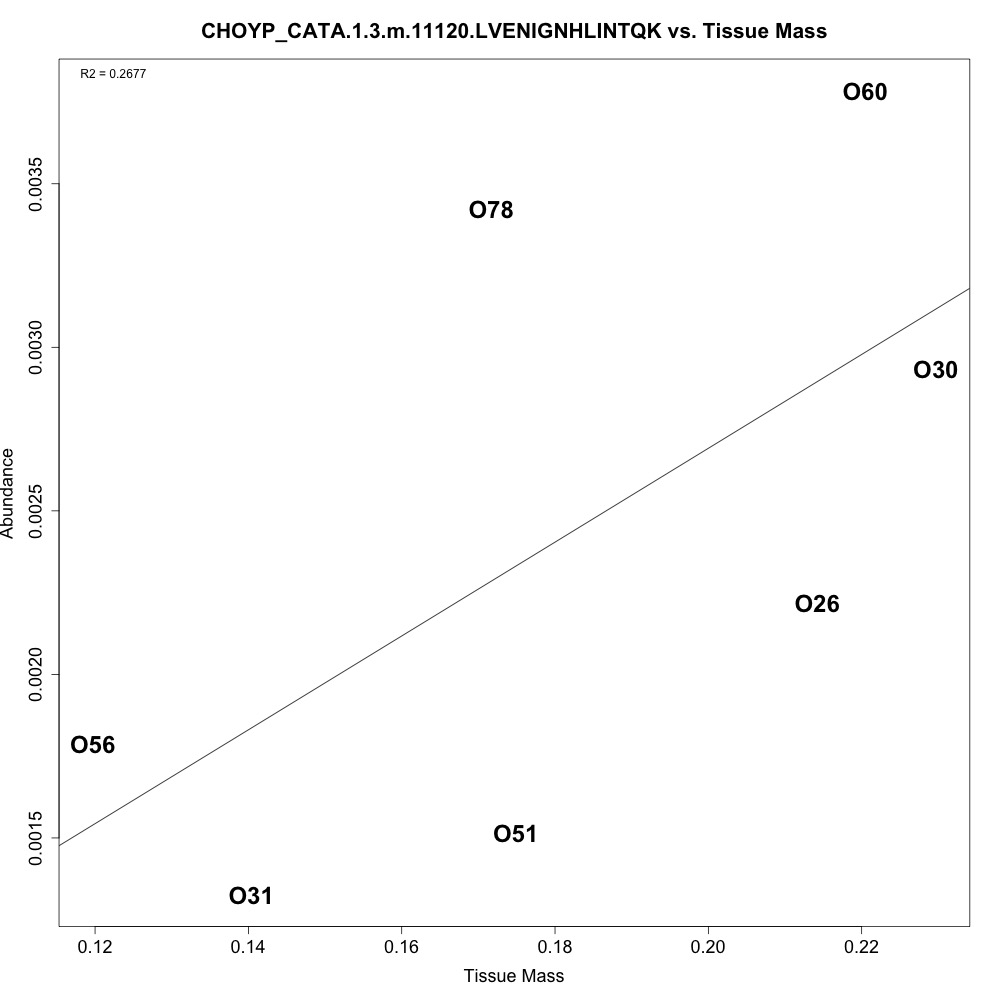 CHOYP_CATA.1.3.m.11120.LVENIGNHLINTQK vs. Tissue Mass
R2 = 0.2677
O60
O78
O30
O26
O56
O51
O31
Abundance
0.0035
0.0030
0.0025
0.0020
0.0015
0.12 0.14 0.16 0.18 0.20 0.22
Tissue Mass